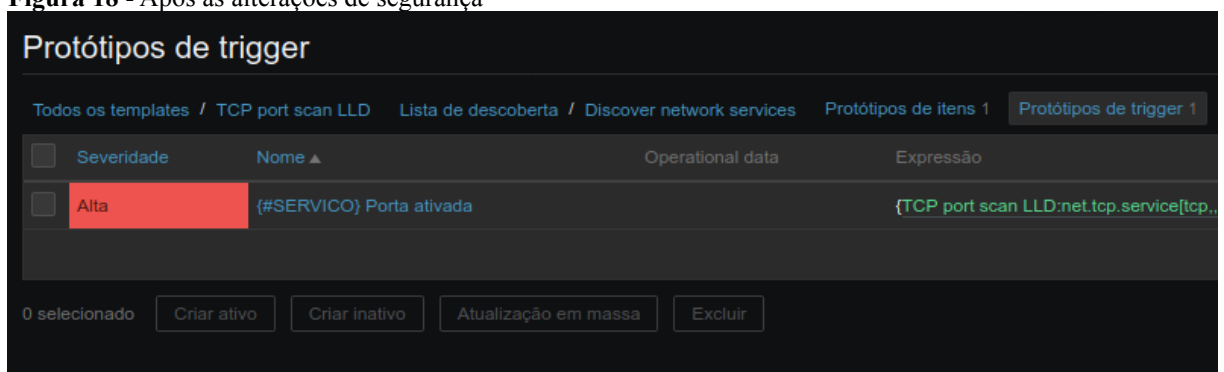 Figura 18 - Após as alterações de segurança
Protótipos de trigger
Todos os templates / TCP port scan LLD Lista de descoberta / Discover network services Protótipos de itens 1 Protótipos de trigger 1
Severidade Nome ▲ Operational data Expressão
Alta {#SERVICO} Porta ativada {TCP port scan LLD:net.tcp.service[tcp,,
0 selecionado Criar ativo Criar inativo Atualização em massa Excluir